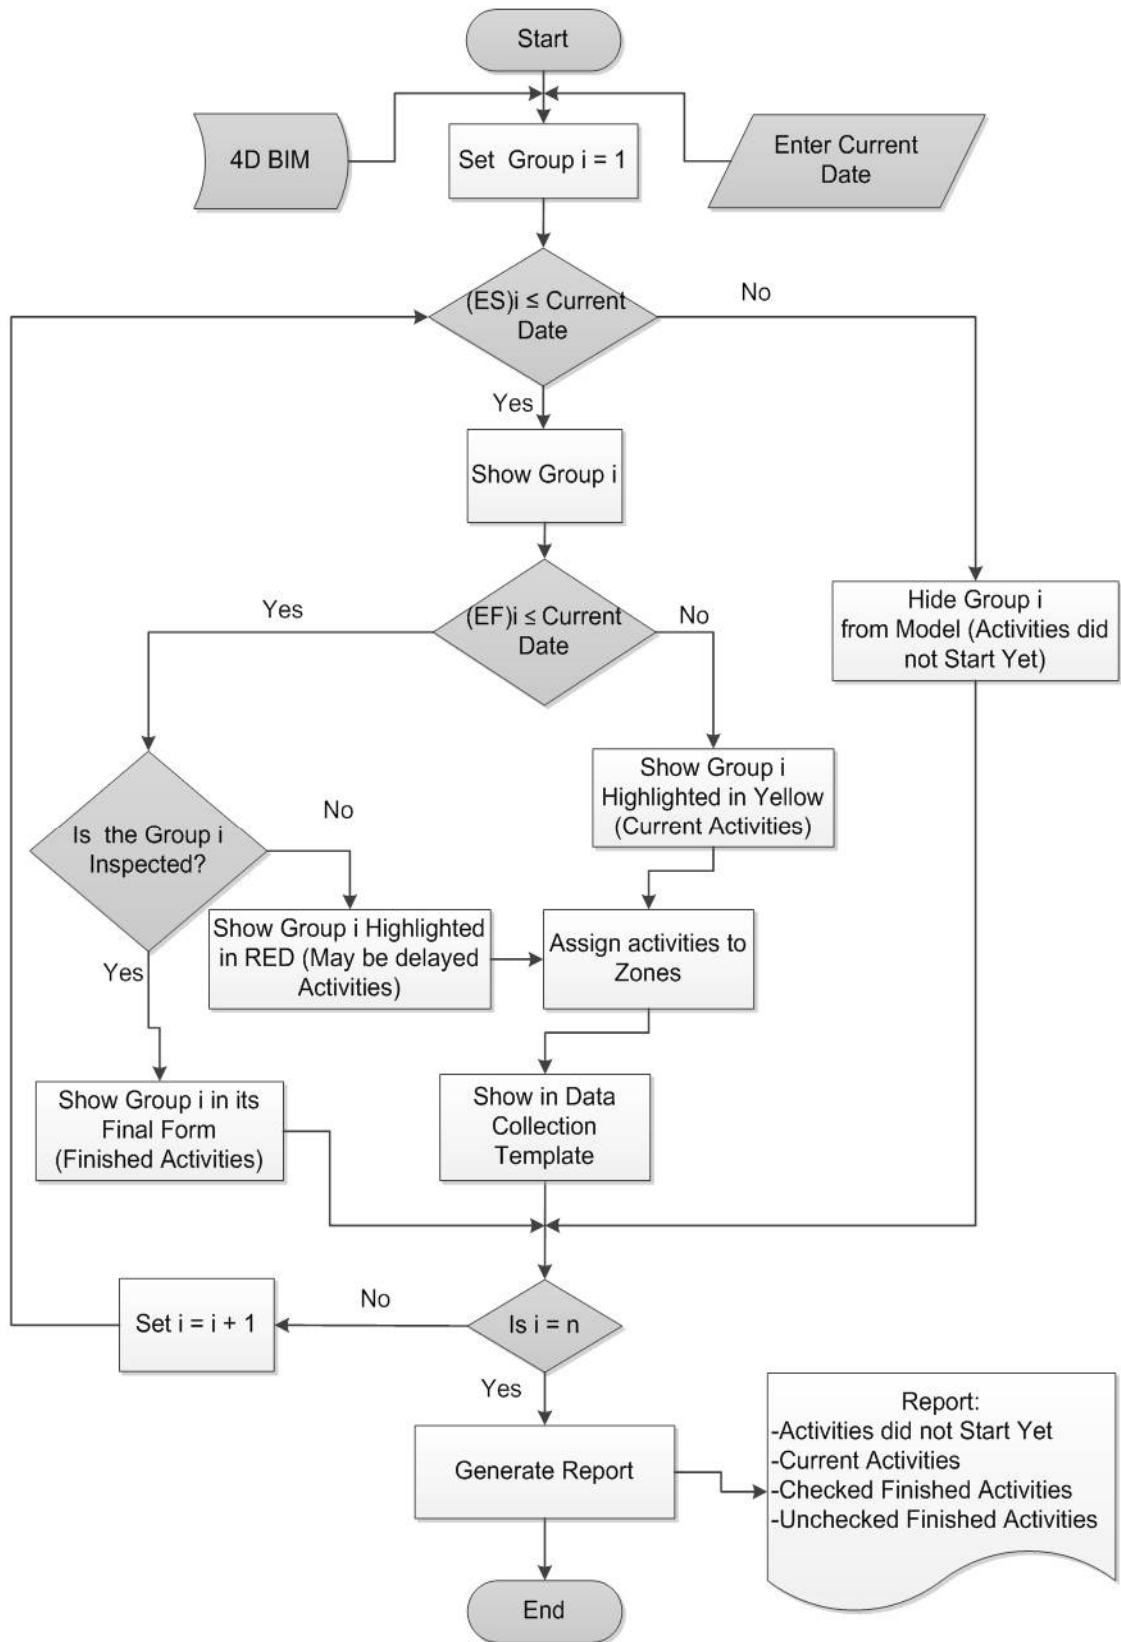 Start
4D BIM
Set Group i = 1
Enter Current
Date
(ES)i ≤ Current
Date
No
Yes
Show Group i
(EF)i ≤ Current
Date
Yes
No
Hide Group i
from Model (Activities did
not Start Yet)
Show Group i
Highlighted in Yellow
(Current Activities)
Is the Group i
Inspected?
No
Yes
Show Group i Highlighted
in RED (May be delayed
Activities)
Assign activities to
Zones
Show Group i in its
Final Form
(Finished Activities)
Show in Data
Collection
Template
Is i = n
No
Set i = i + 1
Yes
Generate Report
Report:
-Activities did not Start Yet
-Current Activities
-Checked Finished Activities
-Unchecked Finished Activities
End